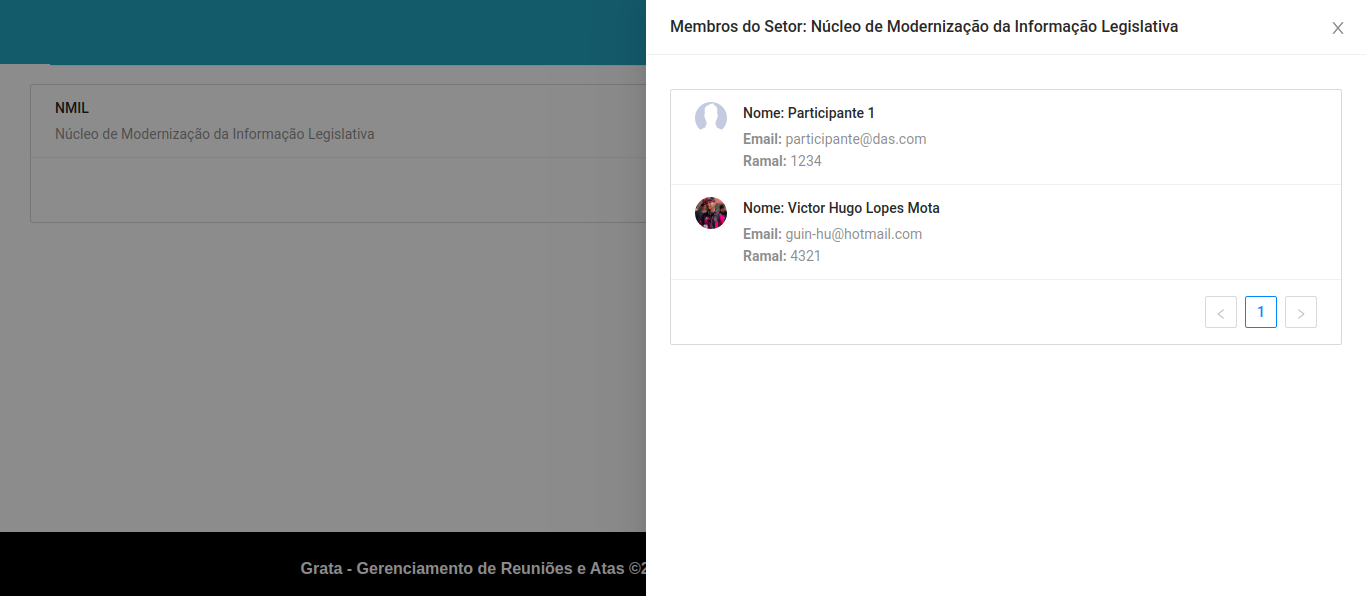 Membros do Setor: Núcleo de Modernização da Informação Legislativa
NMIL
Núcleo de Modernização da Informação Legislativa
Nome: Participante 1
Email: participante@das.com
Ramal: 1234
Nome: Victor Hugo Lopes Mota
Email: guin-hu@hotmail.com
Ramal: 4321
< 1 >
Grata - Gerenciamento de Reuniões e Atas ©